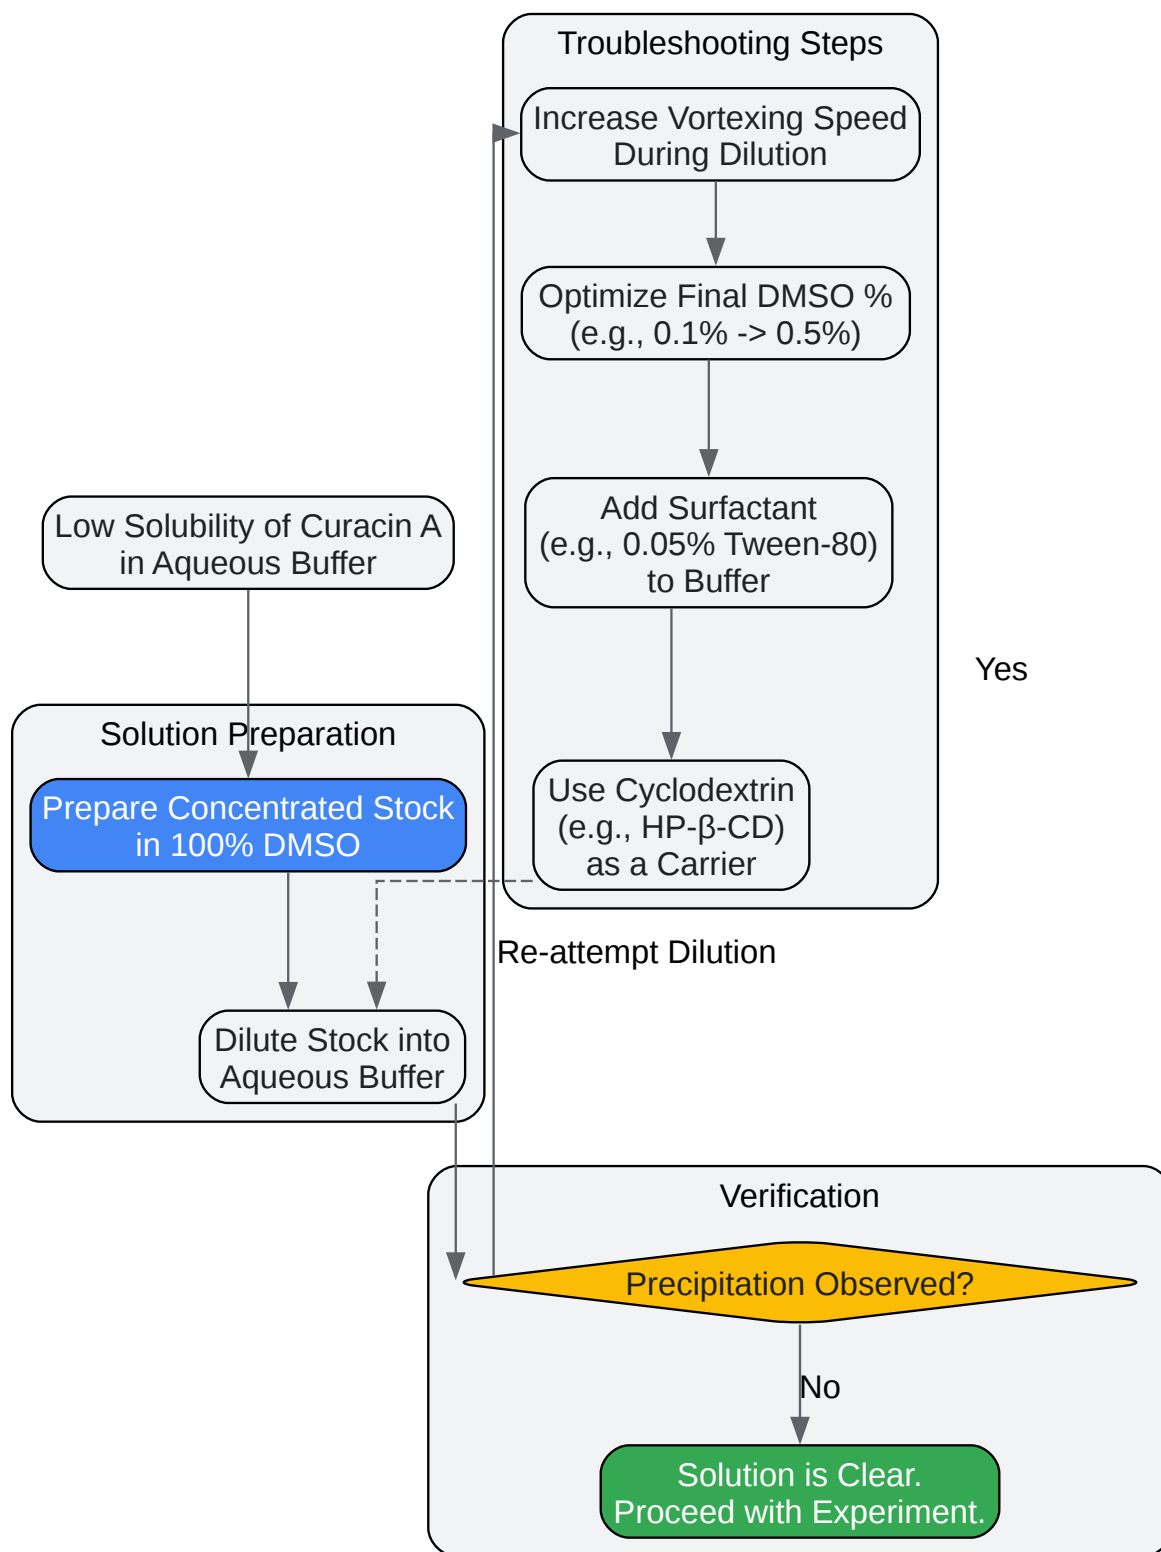 Troubleshooting Steps
Increase Vortexing Speed
During Dilution
Optimize Final DMSO %
(e.g., 0.1% -> 0.5%)
Add Surfactant
(e.g., 0.05% Tween-80)
to Buffer
Low Solubility of Curacin A
in Aqueous Buffer
Yes
Solution Preparation
Prepare Concentrated Stock
in 100% DMSO
Use Cyclodextrin
(e.g., HP-β-CD)
as a Carrier
Re-attempt Dilution
Dilute Stock into
Aqueous Buffer
Verification
Precipitation Observed?
No
Solution is Clear.
Proceed with Experiment.